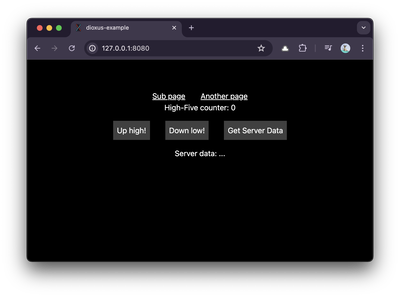 dioxus-example
127.0.0.1:8080
Sub page Another page
High-Five counter: 0
Up high! Down low! Get Server Data
Server data: ...